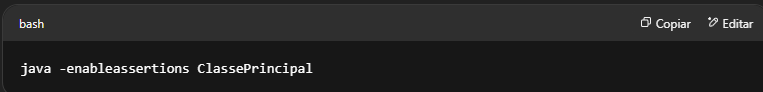 bash
Copiar
Editar
java -enableassertions ClassePrincipal